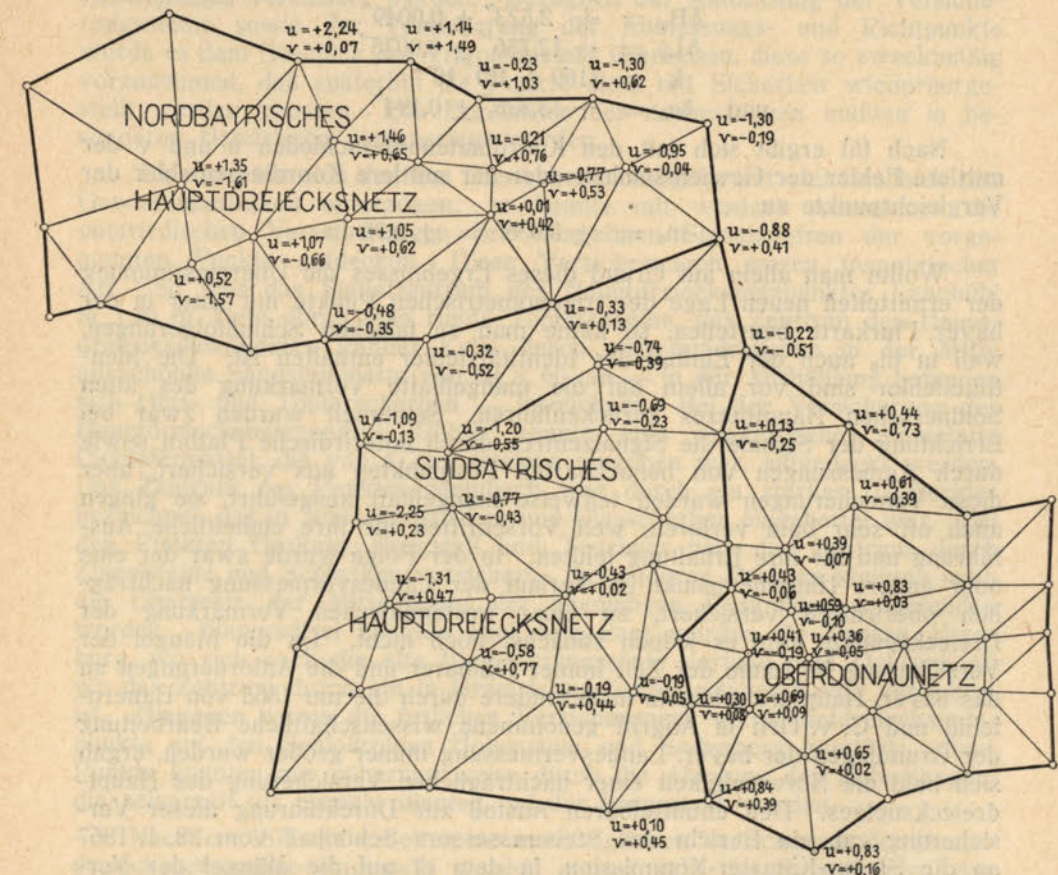 u=+2,24
v=+0,07
u=+1,14
v=+1,49
u=-0,23
v=+1,03
u=-1,30
v=+0,62
u=-1,30
v=-0,19
NORDBAYRISCHES
u=+1,46
v=+0,65
u=-0,21
v=+0,76
u=-0,77
v=+0,53
u=+0,95
v=-0,04
u=+1,35
v=-1,61
HAUPTDREIECKSNETZ
u=+0,01
v=+0,42
u=+1,07
v=-0,66
u=+1,05
v=+0,62
u=-0,88
v=+0,41
u=+0,52
v=-1,57
u=-0,48
v=-0,35
u=-0,33
v=+0,13
u=-0,32
v=-0,52
u=-0,74
v=-0,39
u=-0,22
v=-0,51
u=-1,09
v=-0,13
u=-1,20
v=-0,55
u=-0,69
v=-0,23
u=+0,13
v=-0,25
u=+0,44
v=-0,73
SÜDBAYRISCHES
u=-2,25
v=+0,23
u=-0,77
v=-0,43
u=+0,61
v=-0,39
u=+0,39
v=-0,07
u=-1,31
v=+0,47
u=-0,43
v=+0,02
u=+0,43
v=-0,06
u=+0,83
v=+0,03
HAUPTDREIECKSNETZ
u=+0,59
v=-0,20
u=+0,41
v=-0,19
u=+0,36
v=-0,05
u=-0,58
v=+0,77
OBERDONAUNETZ
u=-0,19
v=+0,44
u=-0,19
v=-0,05
u=+0,30
v=+0,08
u=+0,69
v=+0,09
u=+0,65
v=+0,02
u=+0,84
v=+0,39
u=+0,10
v=+0,45
u=+0,83
v=+0,16